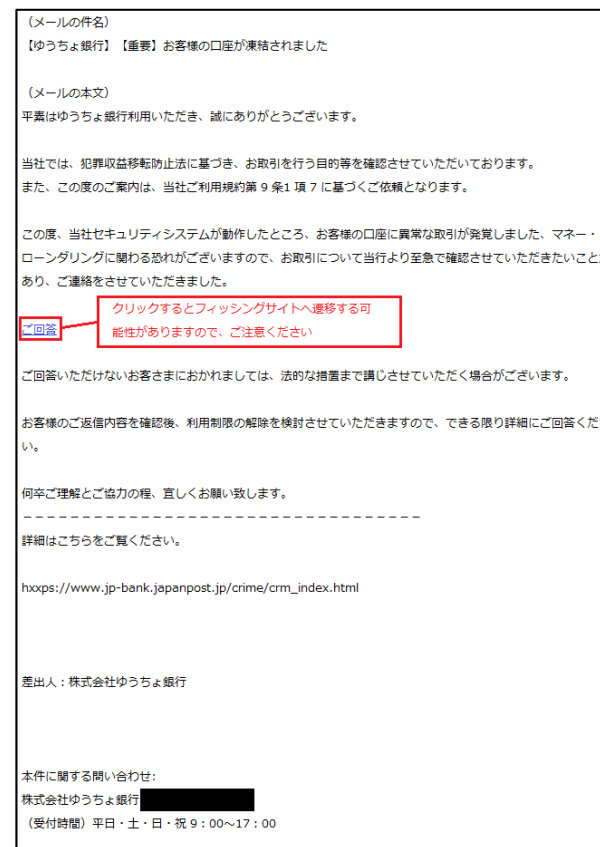 （メールの件名）
【ゆうちょ銀行】【重要】お客様の口座が凍結されました
（メールの本文）
平素はゆうちょ銀行利用いただき、誠にありがとうございます。
当社では、犯罪収益移転防止法に基づき、お取引を行う目的等を確認させていただいております。
また、この度のご案内は、当社ご利用規約第 9 条1 項 7 に基づくご依頼となります。
この度、当社セキュリティシステムが動作したところ、お客様の口座に異常な取引が発覚しました、マネー・
ローンダリングに関わる恐れがございますので、お取引について当行より至急で確認させていただきたいこと
あり、ご連絡をさせていただきました。
クリックするとフィッシングサイトへ遷移する可
能性がありますので、ご注意ください
ご回答
ご回答いただけないお客さまにおかれましては、法的な措置まで講じさせていただく場合がございます。
お客様のご返信内容を確認後、利用制限の解除を検討させていただきますので、できる限り詳細にご回答くだ
い。
何卒ご理解とご協力の程、宜しくお願い致します。
－－－－－－－－－－－－－－－－－－－－－－－－－－－－－－－－－－
詳細はこちらをご覧ください。
hxxps://www.jp-bank.japanpost.jp/crime/crm_index.html
差出人：株式会社ゆうちょ銀行
本件に関する問い合わせ:
株式会社ゆうちょ銀行
（受付時間）平日・土・日・祝 9：00～17：00